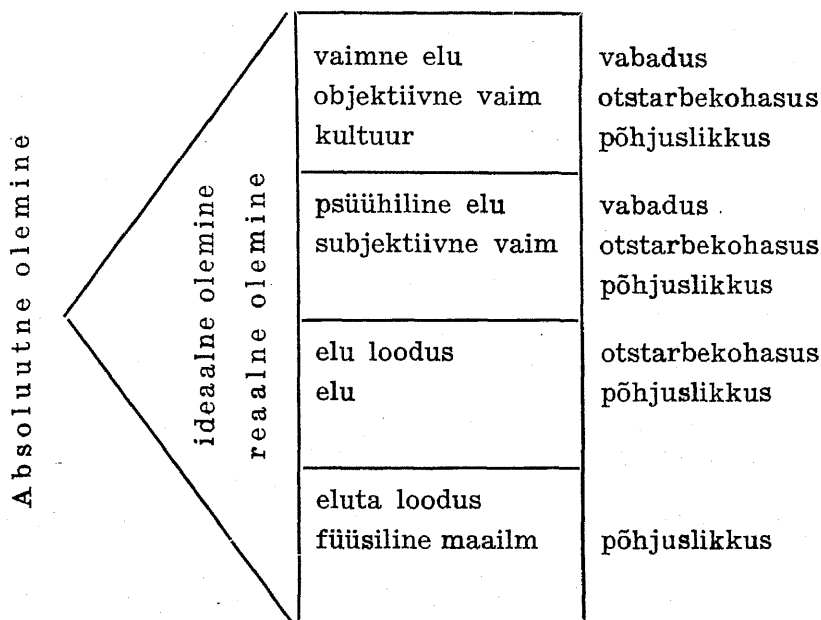 Absoluutne olemine
ideaalne olemine
reaalne olemine
vaimne elu
objektiivne vaim
kultuur
vabadus
otstarbekohasus
põhjuslikkus
psüühiline elu
subjektiivne vaim
vabadus
otstarbekohasus
põhjuslikkus
elu loodus
elu
otstarbekohasus
põhjuslikkus
eluta loodus
füüsiline maailm
põhjuslikkus